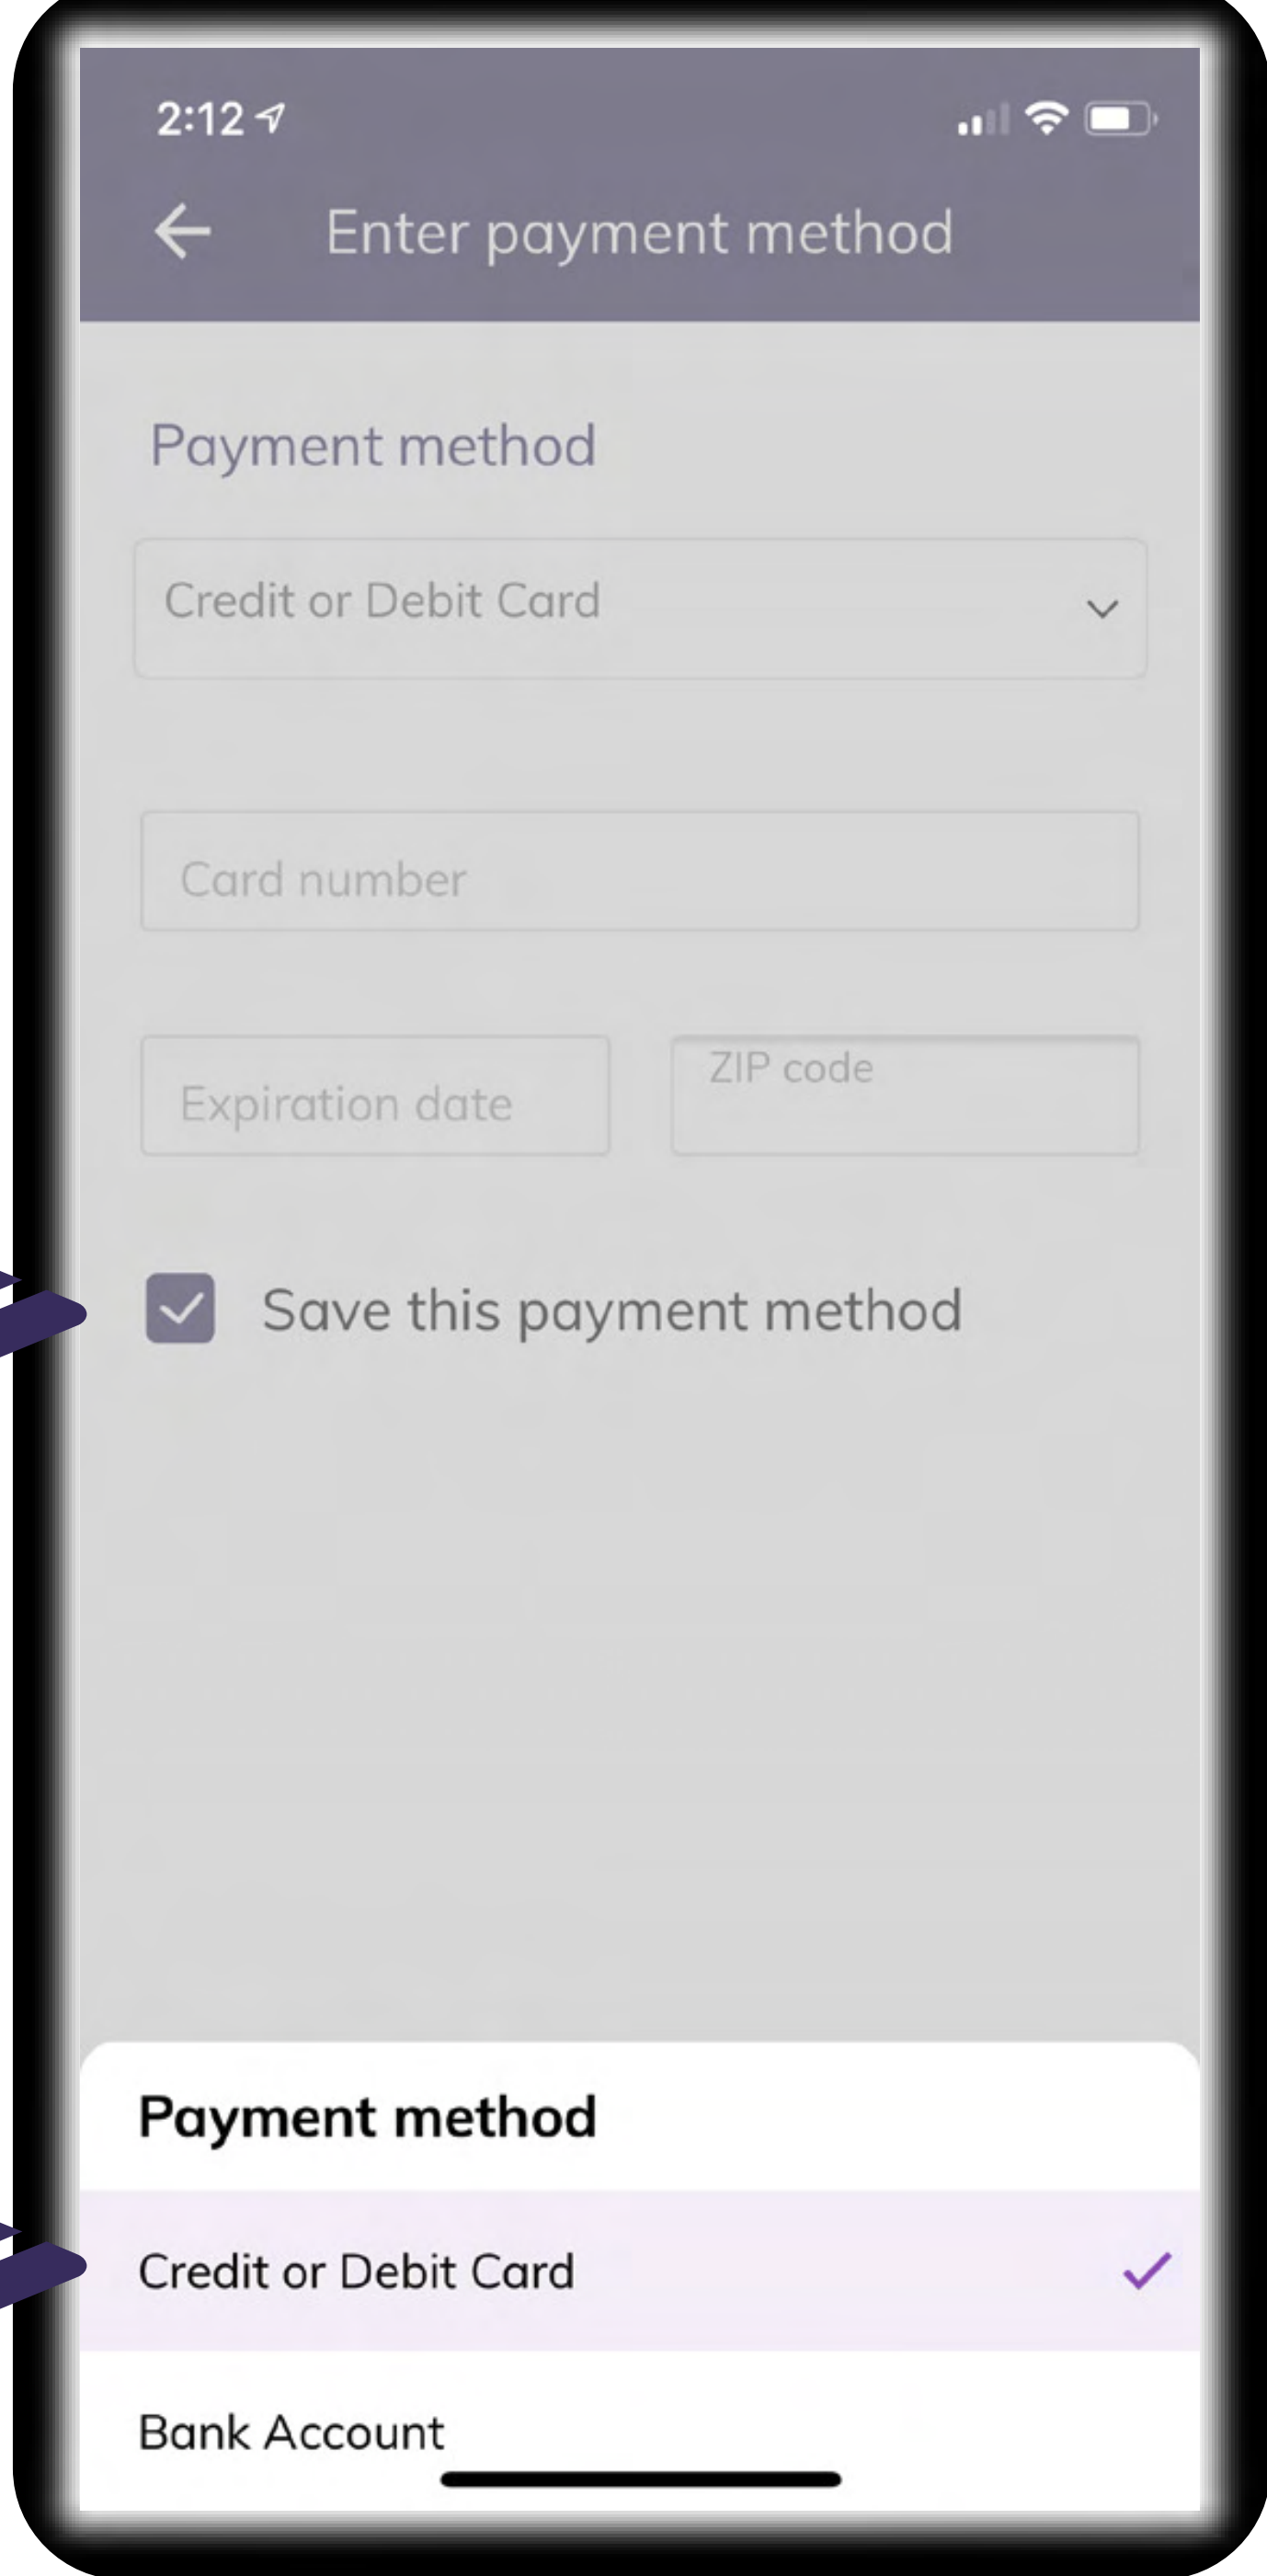 2:12
Enter payment method
Payment method
Credit or Debit Card
Card number
Expiration date
ZIP code
Save this payment method
Payment method
Credit or Debit Card
Bank Account